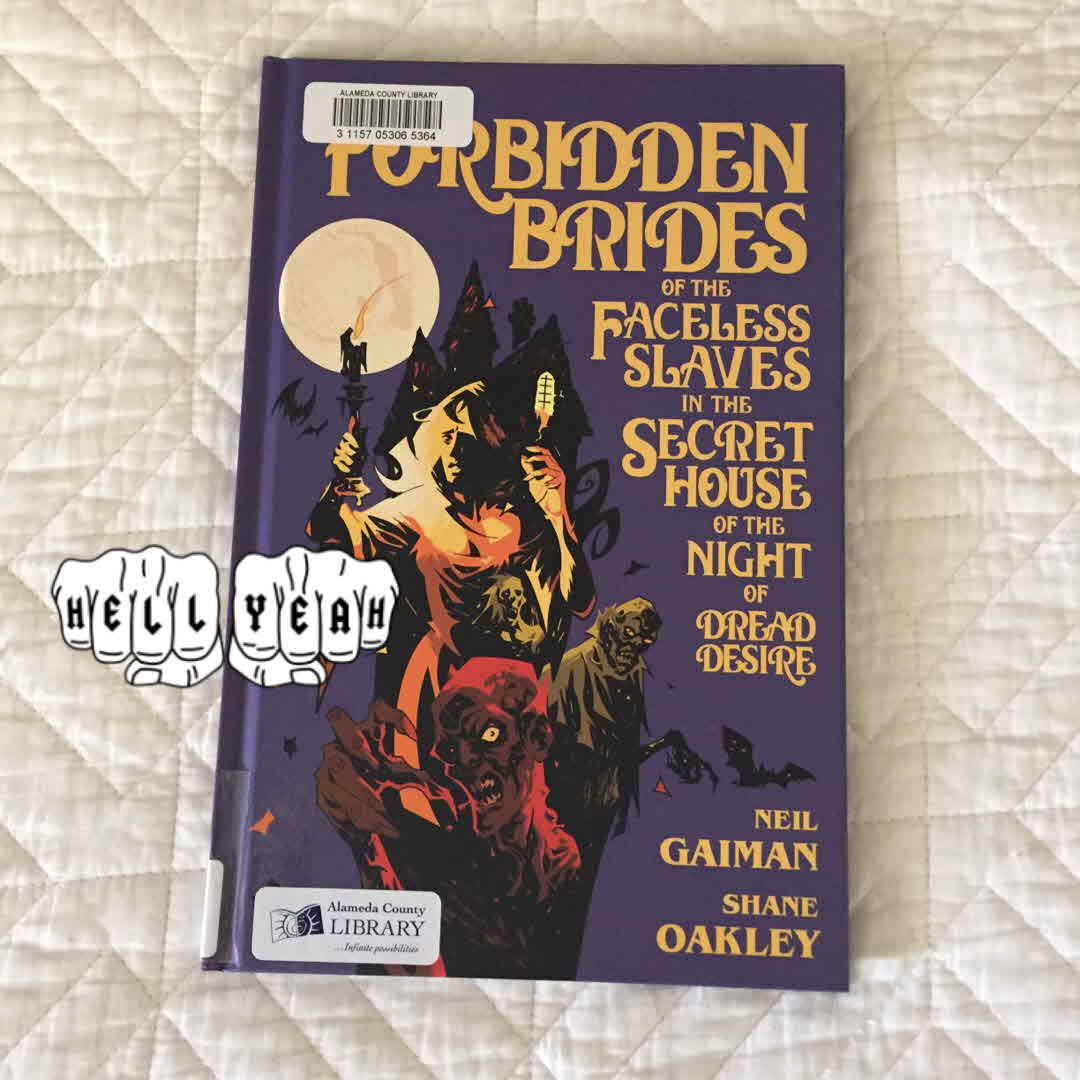 ALAMEDA COUNTY LIBRARY
3 1157 05306 5364
FORBIDDEN
BRIDES
OF THE
FACELESS
SLAVES
IN THE
SECRET
HOUSE
OF THE
NIGHT
OF
DREAD
DESIRE
HELL YEAH
NEIL
GAIMAN
SHANE
OAKLEY
Alameda County
LIBRARY
...Infinite possibilities